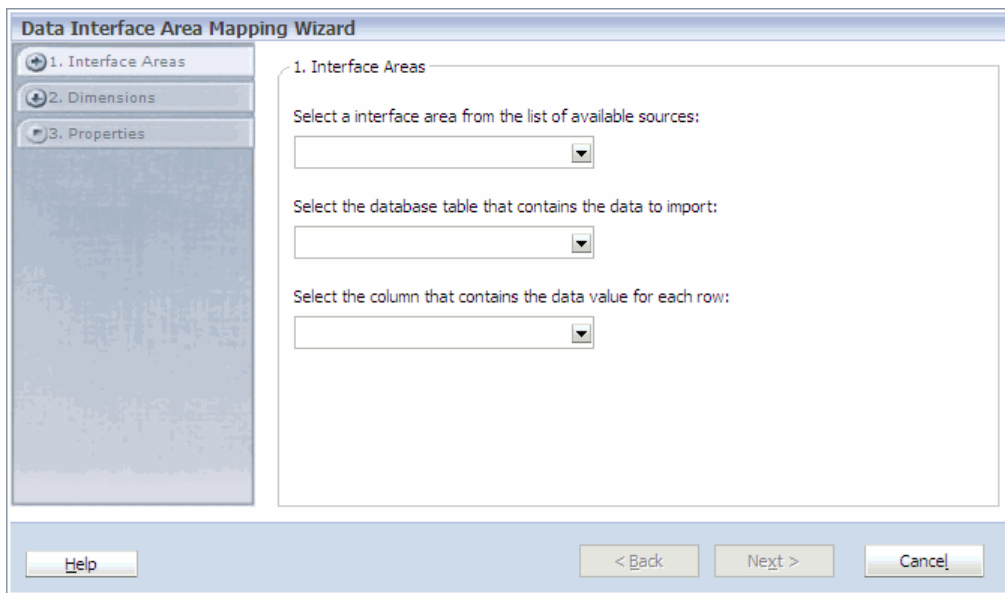 Data Interface Area Mapping Wizard
1. Interface Areas
2. Dimensions
3. Properties
1. Interface Areas
Select a interface area from the list of available sources:
Select the database table that contains the data to import:
Select the column that contains the data value for each row:
Help
< Back
Next >
Cancel